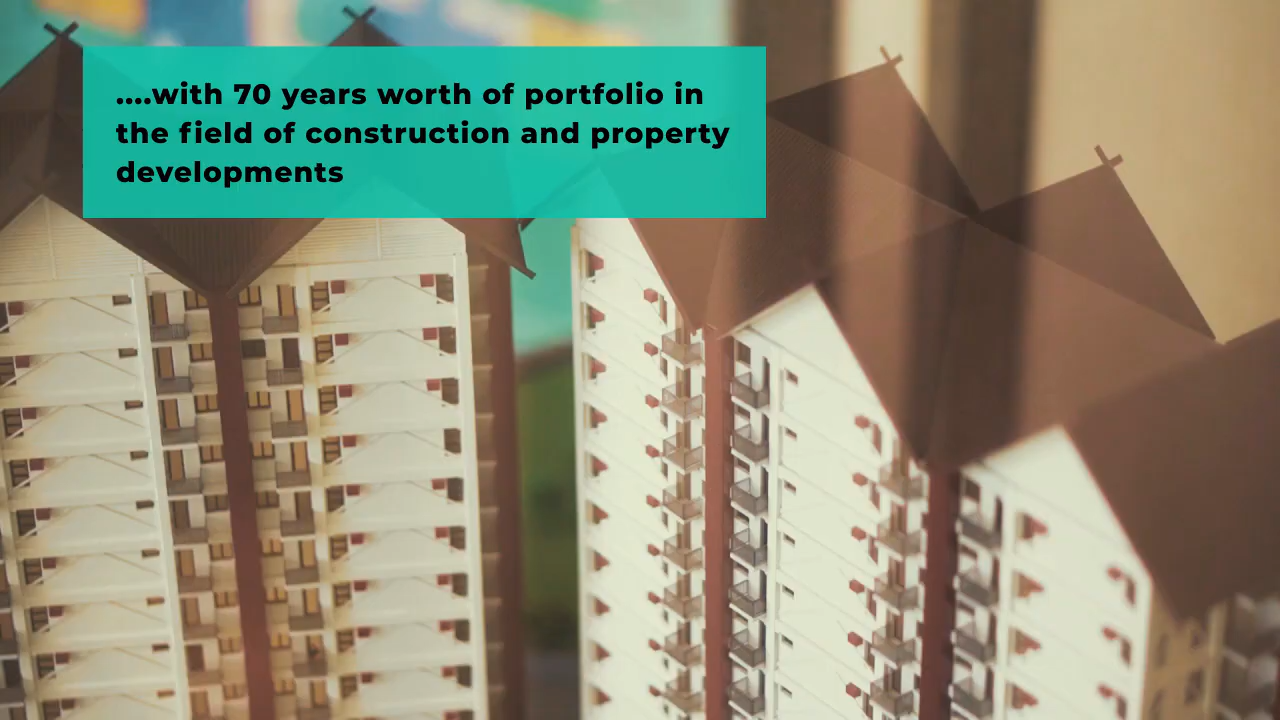 ....with 70 years worth of portfolio in
the field of construction and property
developments